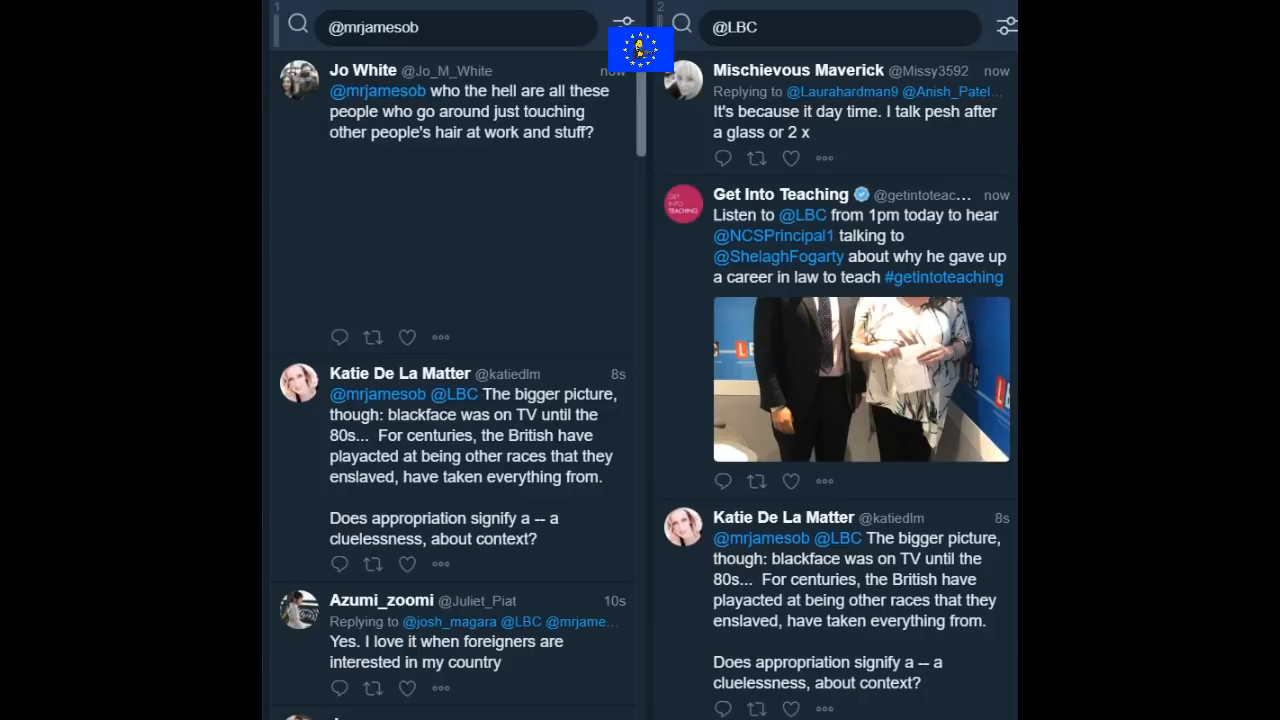 1
@mrjamesob
Jo White @Jo_M_White now
@mrjamesob who the hell are all these
people who go around just touching
other people's hair at work and stuff?
Katie De La Matter @katiedlm 8s
@mrjamesob @LBC The bigger picture,
though: blackface was on TV until the
80s... For centuries, the British have
playacted at being other races that they
enslaved, have taken everything from.
Does appropriation signify a -- a
cluelessness, about context?
Azumi_zoomi @Juliet_Piat 10s
Replying to @josh_magara @LBC @mrjame...
Yes. I love it when foreigners are
interested in my country
2
@LBC
Mischievous Maverick @Missy3592 now
Replying to @Laurahardman9 @Anish_Patel...
It's because it day time. I talk pesh after
a glass or 2 x
Get Into Teaching @getintoteac... now
GET
INTO
TEACHING
Listen to @LBC from 1pm today to hear
@NCSPrincipal1 talking to
@ShelaghFogarty about why he gave up
a career in law to teach #getintoteaching
Katie De La Matter @katiedlm 8s
@mrjamesob @LBC The bigger picture,
though: blackface was on TV until the
80s... For centuries, the British have
playacted at being other races that they
enslaved, have taken everything from.
Does appropriation signify a -- a
cluelessness, about context?